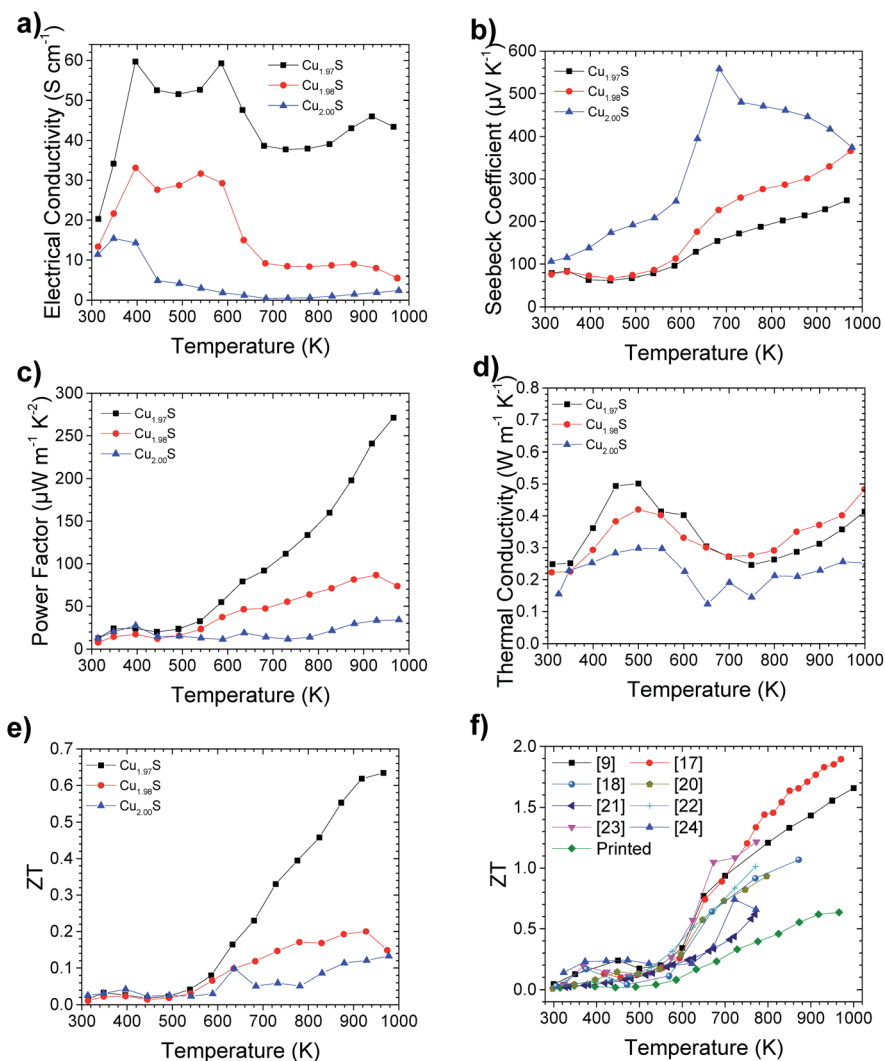 a)
60
50
40
30
20
10
0
Electrical Conductivity (S cm⁻¹)
Cu₁.₉₇S
Cu₁.₉₈S
Cu₂.₀₀S
300 400 500 600 700 800 900 1000
Temperature (K)
b)
600
500
400
300
200
100
0
Seebeck Coefficient (µV K⁻¹)
Cu₁.₉₇S
Cu₁.₉₈S
Cu₂.₀₀S
300 400 500 600 700 800 900 1000
Temperature (K)
c)
300
250
200
150
100
50
0
Power Factor (µW m⁻¹ K⁻²)
Cu₁.₉₇S
Cu₁.₉₈S
Cu₂.₀₀S
300 400 500 600 700 800 900 1000
Temperature (K)
d)
0.8
0.7
0.6
0.5
0.4
0.3
0.2
0.1
0.0
Thermal Conductivity (W m⁻¹ K⁻¹)
Cu₁.₉₇S
Cu₁.₉₈S
Cu₂.₀₀S
300 400 500 600 700 800 900 1000
Temperature (K)
e)
0.7
0.6
0.5
0.4
0.3
0.2
0.1
0.0
ZT
Cu₁.₉₇S
Cu₁.₉₈S
Cu₂.₀₀S
300 400 500 600 700 800 900 1000
Temperature (K)
f)
2.0
1.5
1.0
0.5
0.0
ZT
[9] [17]
[18] [20]
[21] [22]
[23] [24]
Printed
300 400 500 600 700 800 900 1000
Temperature (K)